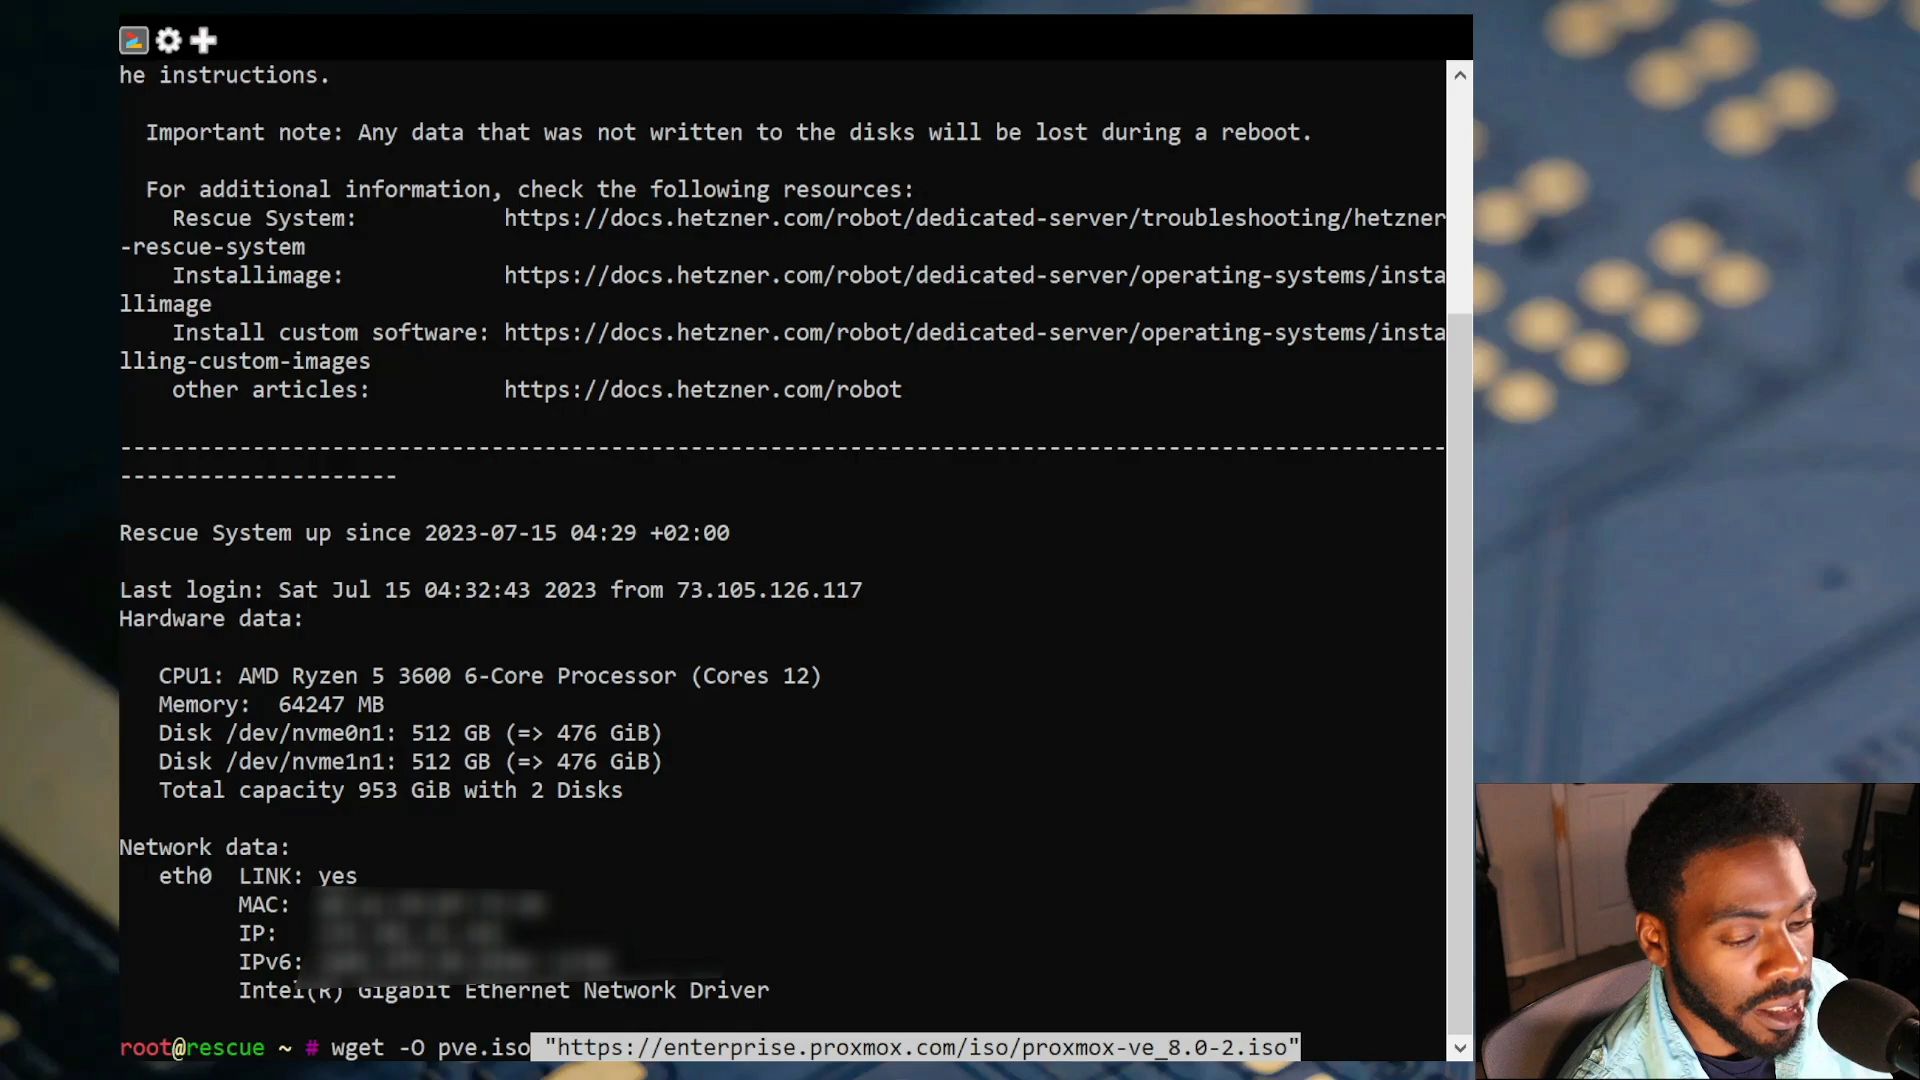 he instructions.
Important note: Any data that was not written to the disks will be lost during a reboot.
For additional information, check the following resources:
Rescue System: https://docs.hetzner.com/robot/dedicated-server/troubleshooting/hetzner
-rescue-system
Installimage: https://docs.hetzner.com/robot/dedicated-server/operating-systems/insta
llimage
Install custom software: https://docs.hetzner.com/robot/dedicated-server/operating-systems/insta
lling-custom-images
other articles: https://docs.hetzner.com/robot
----------------------------------------------------------------------------------------------------
---------------------
Rescue System up since 2023-07-15 04:29 +02:00
Last login: Sat Jul 15 04:32:43 2023 from 73.105.126.117
Hardware data:
CPU1: AMD Ryzen 5 3600 6-Core Processor (Cores 12)
Memory: 64247 MB
Disk /dev/nvme0n1: 512 GB (=> 476 GiB)
Disk /dev/nvme1n1: 512 GB (=> 476 GiB)
Total capacity 953 GiB with 2 Disks
Network data:
eth0 LINK: yes
MAC:
IP:
IPv6:
Intel(R) Gigabit Ethernet Network Driver
root@rescue ~ # wget -O pve.iso "https://enterprise.proxmox.com/iso/proxmox-ve_8.0-2.iso"